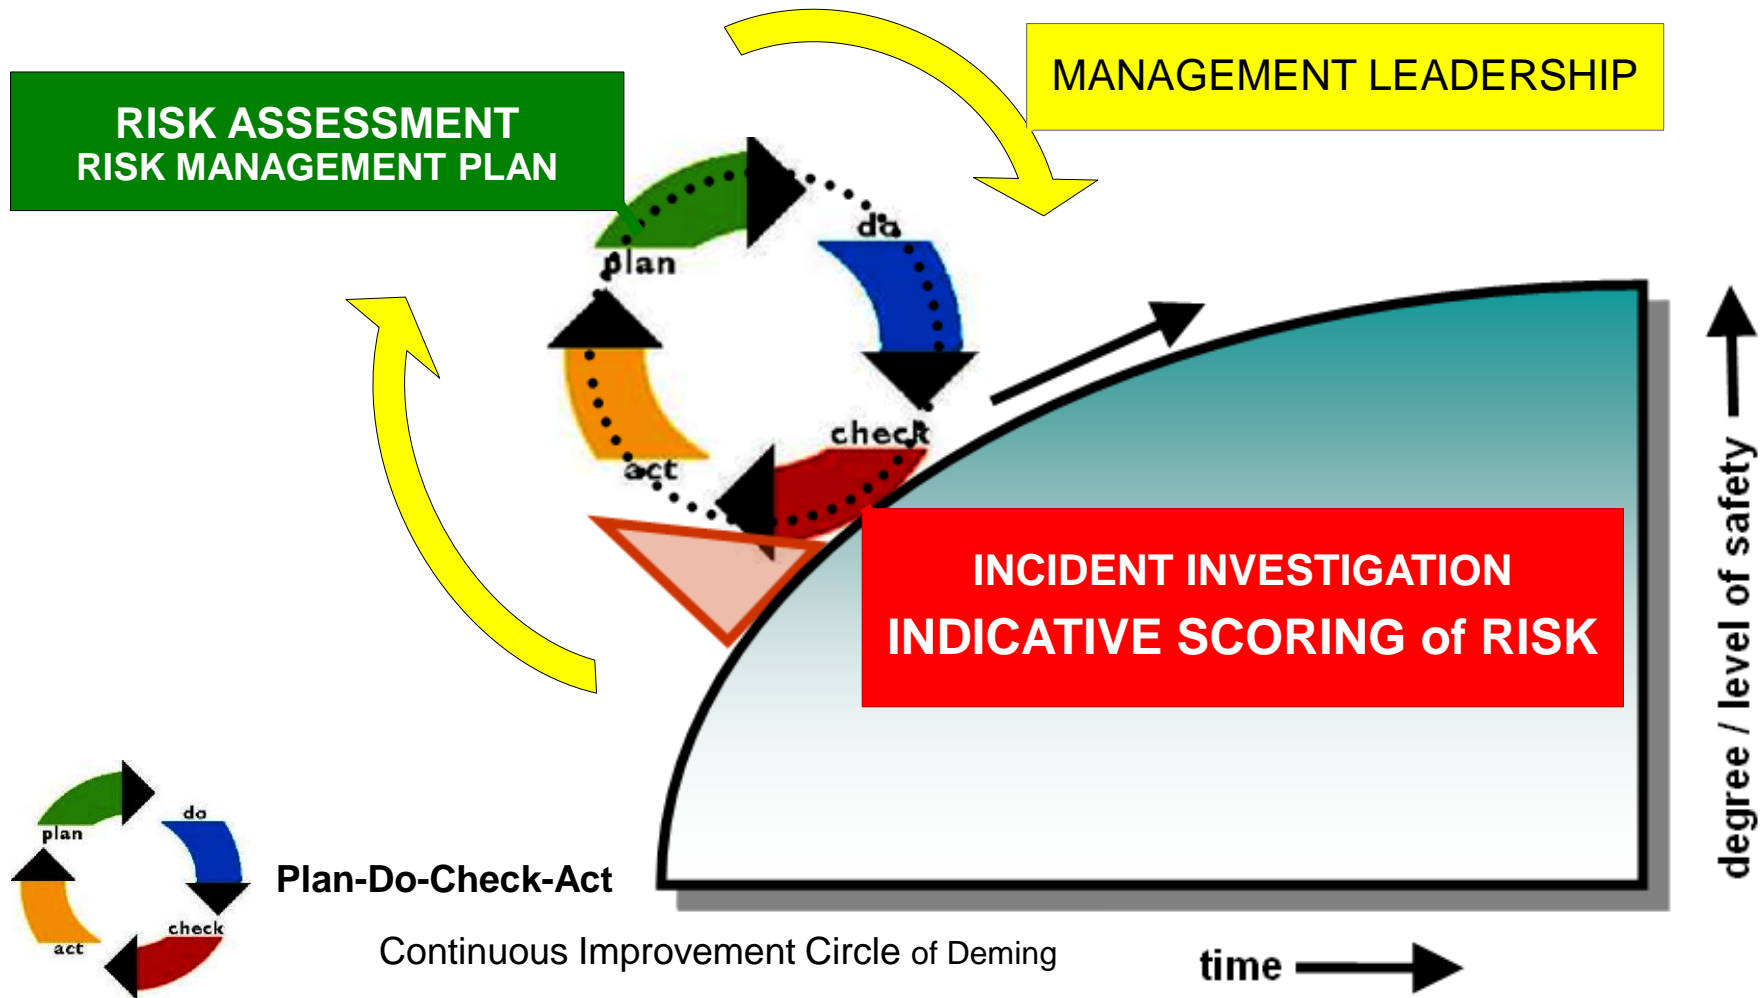 MANAGEMENT LEADERSHIP
RISK ASSESSMENT
RISK MANAGEMENT PLAN
do
plan
check
act
INCIDENT INVESTIGATION
INDICATIVE SCORING of RISK
degree / level of safety
do
plan
check
act
Plan-Do-Check-Act
Continuous Improvement Circle of Deming
time